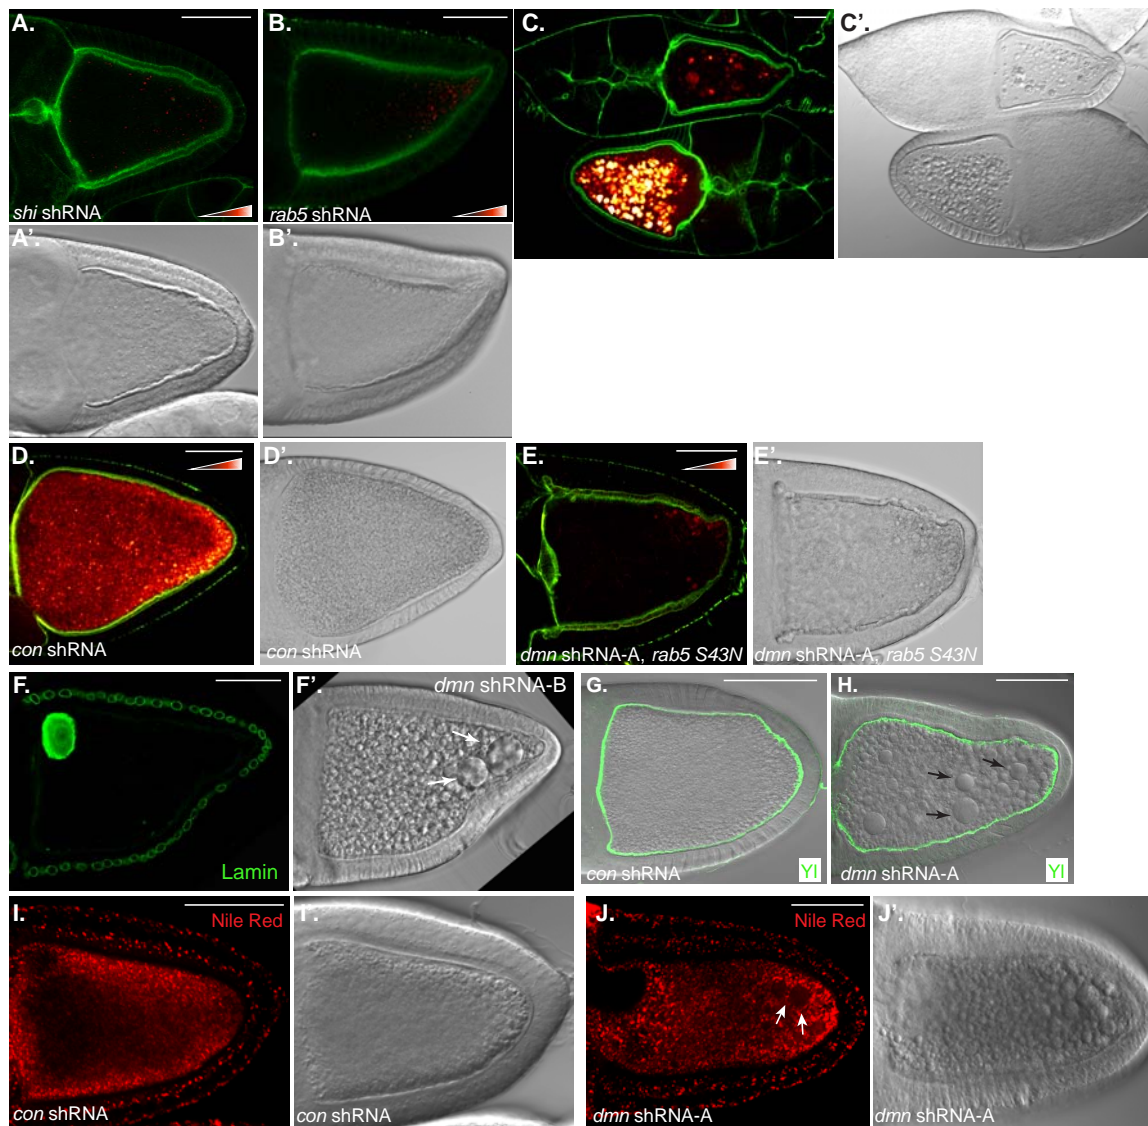 A.
B.
C.
C'.
shi shRNA
rab5 shRNA
A'.
B'.
D.
D'.
E.
E'.
con shRNA
con shRNA
dmn shRNA-A, rab5 S43N
dmn shRNA-A, rab5 S43N
F.
F'.
dmn shRNA-B
G.
H.
Lamin
con shRNA
Yl
dmn shRNA-A
Yl
I.
Nile Red
I'.
J.
Nile Red
J'.
con shRNA
con shRNA
dmn shRNA-A
dmn shRNA-A